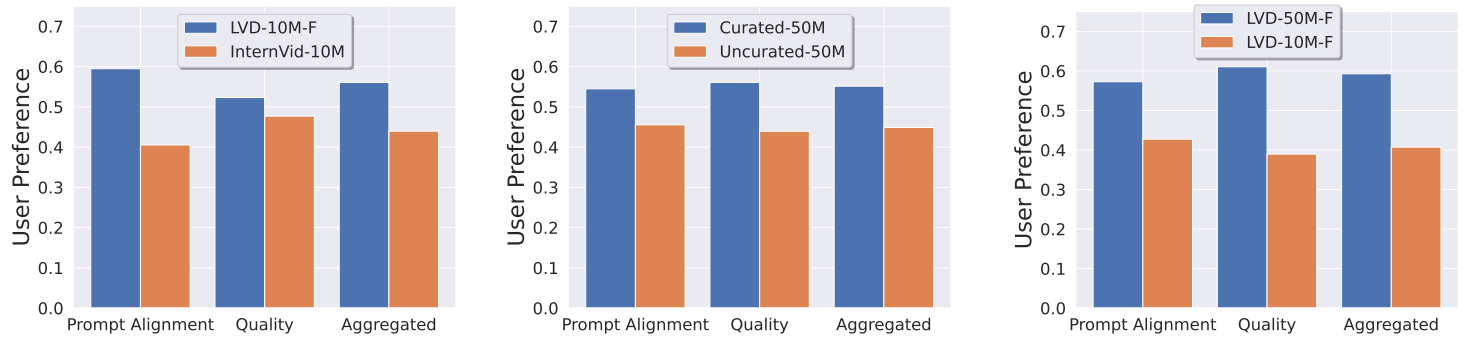 User Preference
0.7
0.6
0.5
0.4
0.3
0.2
0.1
0.0
LVD-10M-F
InternVid-10M
Prompt Alignment Quality Aggregated
User Preference
0.7
0.6
0.5
0.4
0.3
0.2
0.1
0.0
Curated-50M
Uncurated-50M
Prompt Alignment Quality Aggregated
User Preference
0.7
0.6
0.5
0.4
0.3
0.2
0.1
0.0
LVD-50M-F
LVD-10M-F
Prompt Alignment Quality Aggregated